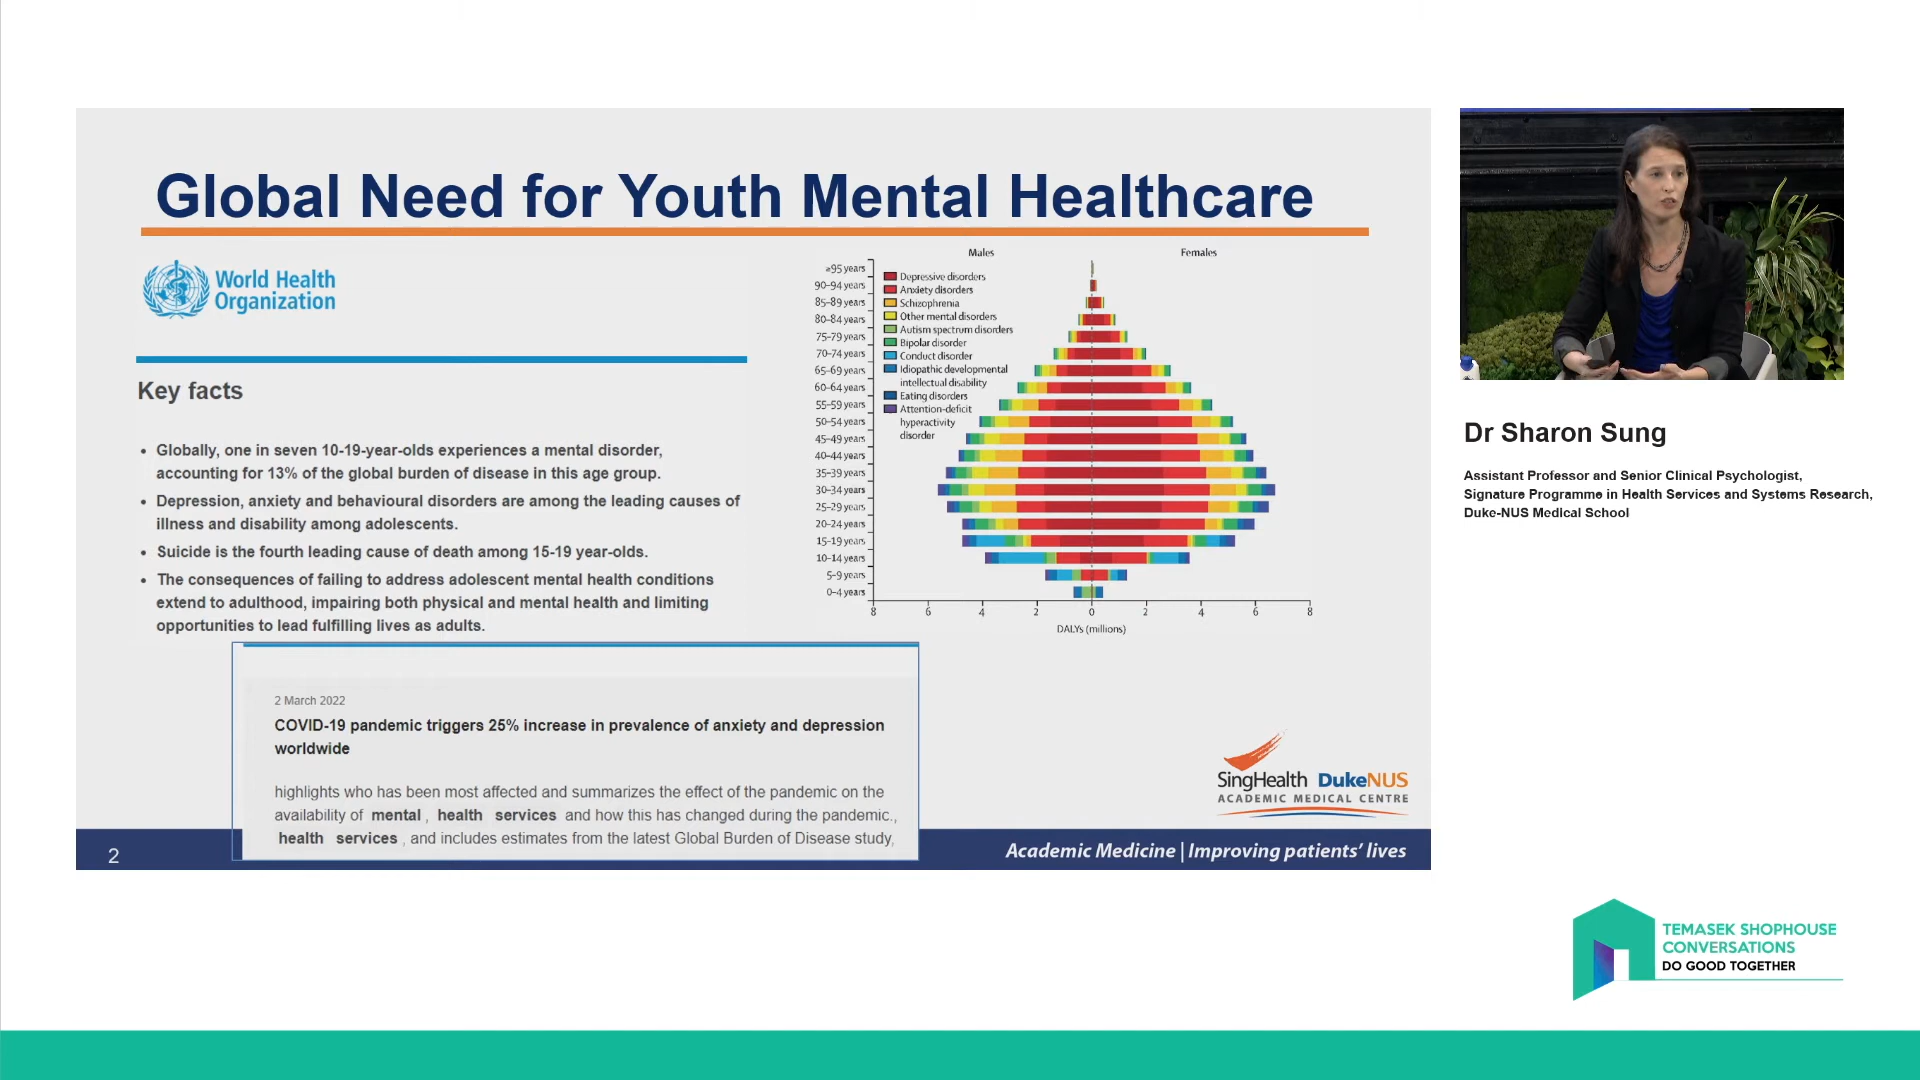 Global Need for Youth Mental Healthcare
World Health
Organization
Key facts
• Globally, one in seven 10-19-year-olds experiences a mental disorder,
accounting for 13% of the global burden of disease in this age group.
• Depression, anxiety and behavioural disorders are among the leading causes of
illness and disability among adolescents.
• Suicide is the fourth leading cause of death among 15-19 year-olds.
• The consequences of failing to address adolescent mental health conditions
extend to adulthood, impairing both physical and mental health and limiting
opportunities to lead fulfilling lives as adults.
Males
Females
≥95 years
90–94 years
85–89 years
80–84 years
75–79 years
70–74 years
65–69 years
60–64 years
55–59 years
50–54 years
45–49 years
40–44 years
35–39 years
30–34 years
25–29 years
20–24 years
15–19 years
10–14 years
5–9 years
0–4 years
Depressive disorders
Anxiety disorders
Schizophrenia
Other mental disorders
Autism spectrum disorders
Bipolar disorder
Conduct disorder
Idiopathic developmental
intellectual disability
Eating disorders
Attention-deficit
hyperactivity
disorder
8 6 4 2 0 2 4 6 8
DALYs (millions)
2 March 2022
COVID-19 pandemic triggers 25% increase in prevalence of anxiety and depression
worldwide
highlights who has been most affected and summarizes the effect of the pandemic on the
availability of mental , health services and how this has changed during the pandemic.,
health services , and includes estimates from the latest Global Burden of Disease study,
SingHealth DukeNUS
ACADEMIC MEDICAL CENTRE
2
Academic Medicine | Improving patients' lives
Dr Sharon Sung
Assistant Professor and Senior Clinical Psychologist,
Signature Programme in Health Services and Systems Research,
Duke-NUS Medical School
TEMASEK SHOPHOUSE
CONVERSATIONS
DO GOOD TOGETHER